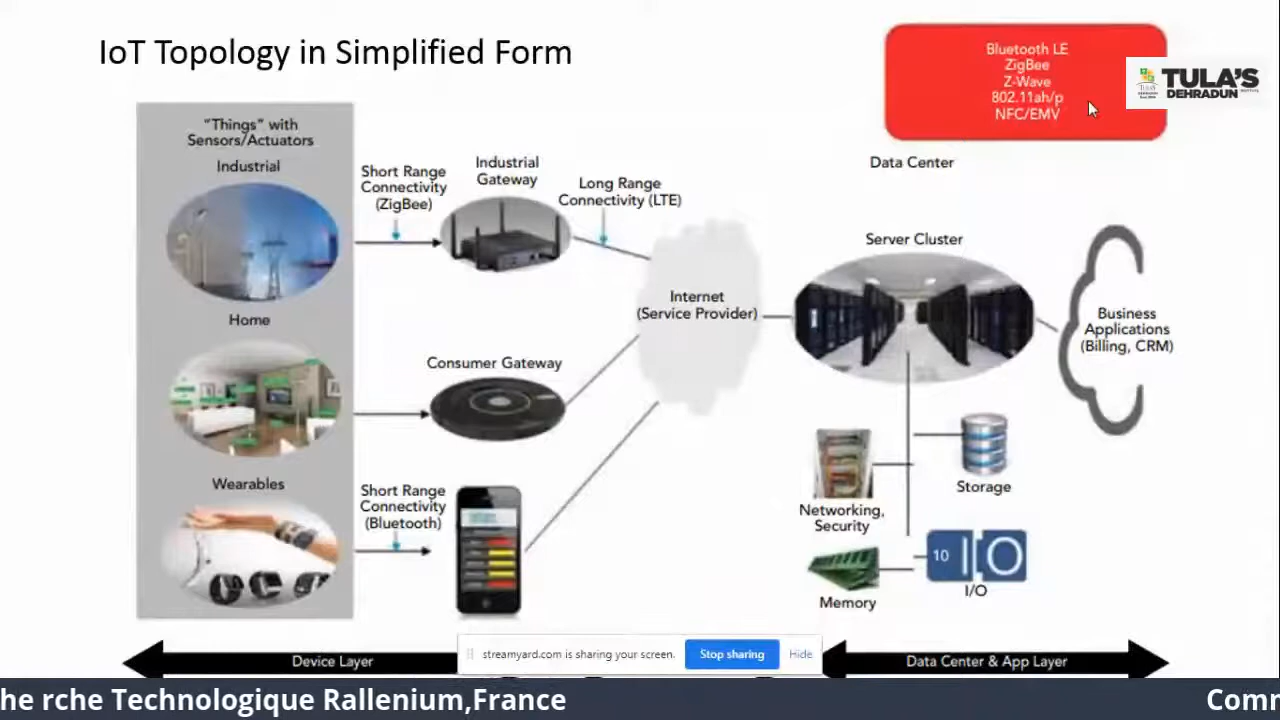 IoT Topology in Simplified Form
Bluetooth LE
ZigBee
Z-Wave
802.11ah/p
NFC/EMV
TULA'S
DEHRADUN
"Things" with
Sensors/Actuators
Industrial
Short Range
Connectivity
(ZigBee)
Industrial
Gateway
Long Range
Connectivity (LTE)
Data Center
Server Cluster
Internet
(Service Provider)
Business
Applications
(Billing, CRM)
Home
Consumer Gateway
Wearables
Short Range
Connectivity
(Bluetooth)
Networking,
Security
Storage
Memory
10 I/O
I/O
Device Layer
streamyard.com is sharing your screen.
Stop sharing
Hide
Data Center & App Layer
he rche Technologique Rallenium,France
Comr